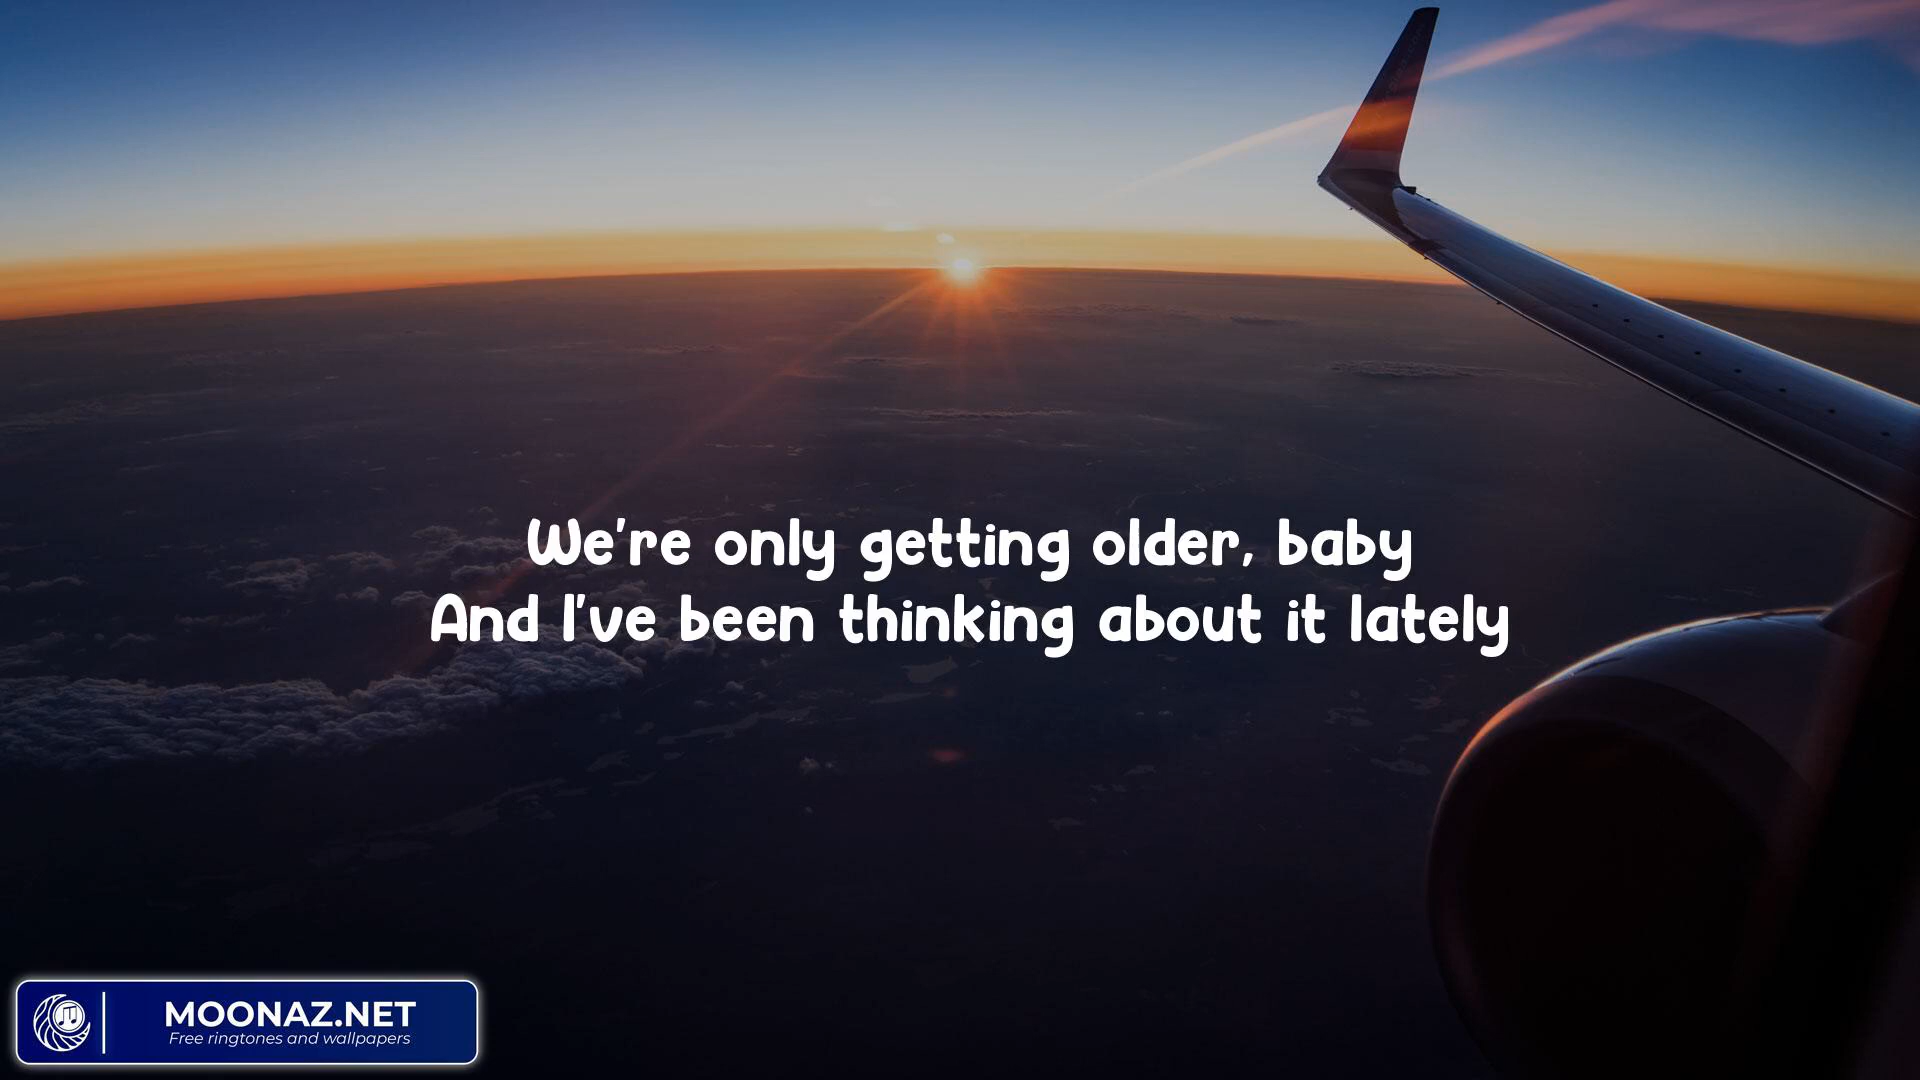 We're only getting older, baby
And I've been thinking about it lately
MOONAZ.NET
Free ringtones and wallpapers